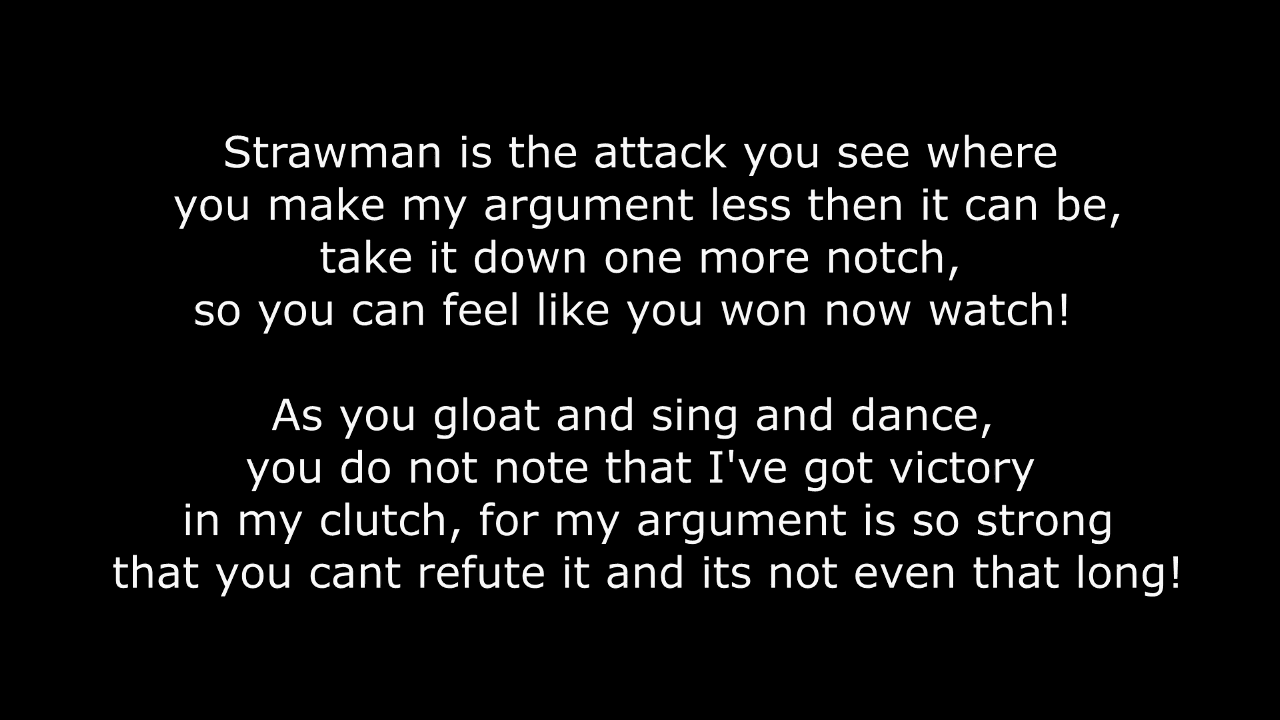 Strawman is the attack you see where
you make my argument less then it can be,
take it down one more notch,
so you can feel like you won now watch!
As you gloat and sing and dance,
you do not note that I've got victory
in my clutch, for my argument is so strong
that you cant refute it and its not even that long!